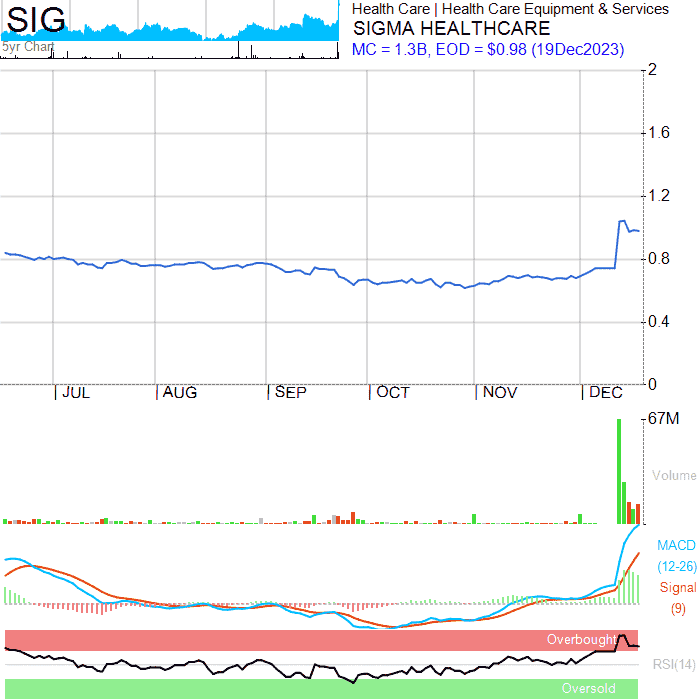 SIG
5yr Chart
Health Care | Health Care Equipment & Services
SIGMA HEALTHCARE
MC = 1.3B, EOD = $0.98 (19Dec2023)
2
1.6
1.2
0.8
0.4
0
JUL AUG SEP OCT NOV DEC
67M
Volume
MACD
(12-26)
Signal
(9)
Overbought
RSI(14)
Oversold